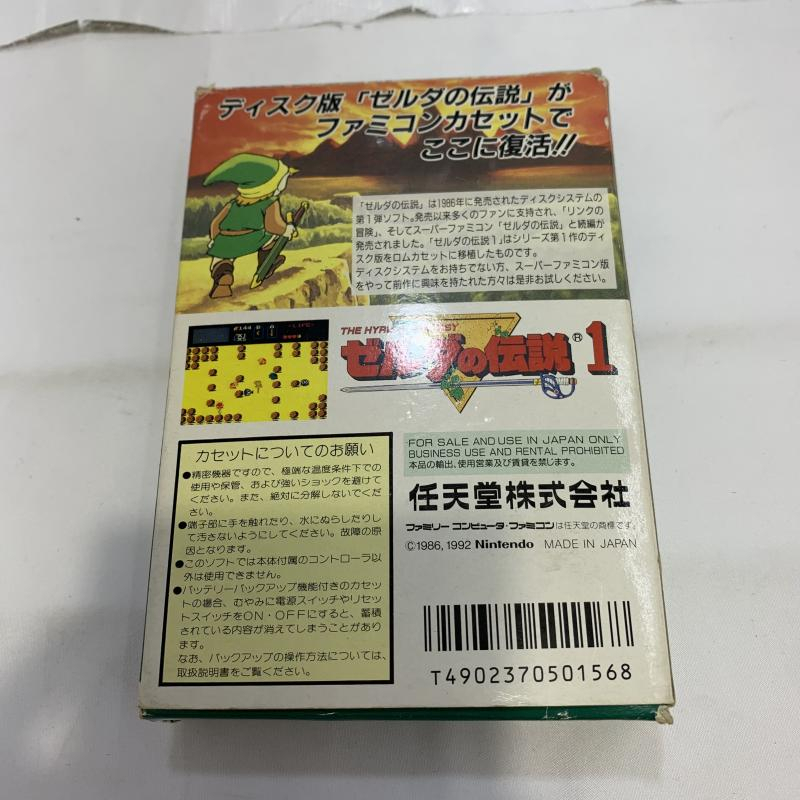 ディスク版「ゼルダの伝説」が
ファミコンカセットで
ここに復活!!
「ゼルダの伝説」は1986年に発売されたディスクシステムの
第1弾ソフト。発売以来多くのファンに支持され、「リンクの
冒険」、そしてスーパーファミコン「ゼルダの伝説」と続編が
発売されました。「ゼルダの伝説1」はシリーズ第1作のディ
スク版をロムカセットに移植したものです。
ディスクシステムをお持ちでない方、スーパーファミコン版
をやって前作に興味を持たれた方々は是非お試しください。
-LIFE-
THE
ゼルダの伝説®1
カセットについてのお願い
●精密機器ですので、極端な温度条件下での
使用や保管、および強いショックを避けて
ください。また、絶対に分解しないでくだ
さい。
●端子部に手を触れたり、水にぬらしたりし
て汚さないようにしてください。故障の原
因となります。
●このソフトでは本体付属のコントローラ以
外は使用できません。
●バッテリーバックアップ機能付きのカセッ
トの場合、むやみに電源スイッチやリセッ
トスイッチをON・OFFにすると、蓄積
されている内容が消えてしまうことがあり
ます。
なお、バックアップの操作方法については、
取扱説明書をご覧ください。
FOR SALE AND USE IN JAPAN ONLY
BUSINESS USE AND RENTAL PROHIBITED
本品の輸出、使用営業及び賃貸を禁じます。
任天堂株式会社
ファミリーコンピュータ・ファミコンは任天堂の商標です。
©1986,1992 Nintendo MADE IN JAPAN
T4902370501568